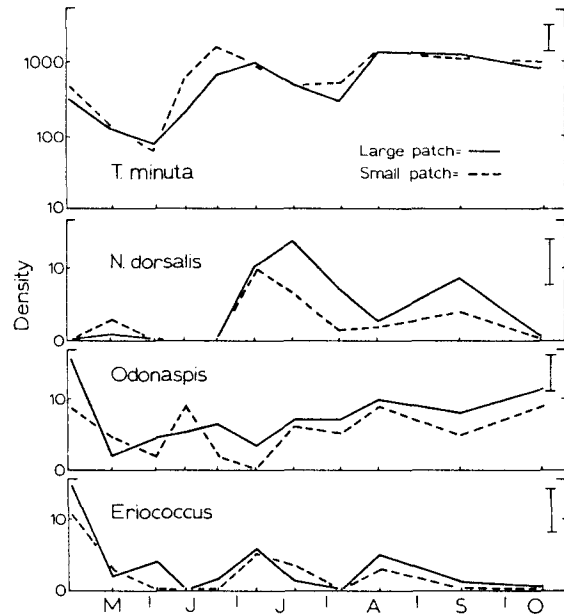 1000
100
10
T. minuta
Large patch=
Small patch=
Density
10
0
N. dorsalis
10
0
Odonaspis
10
0
Eriococcus
M J J A S O